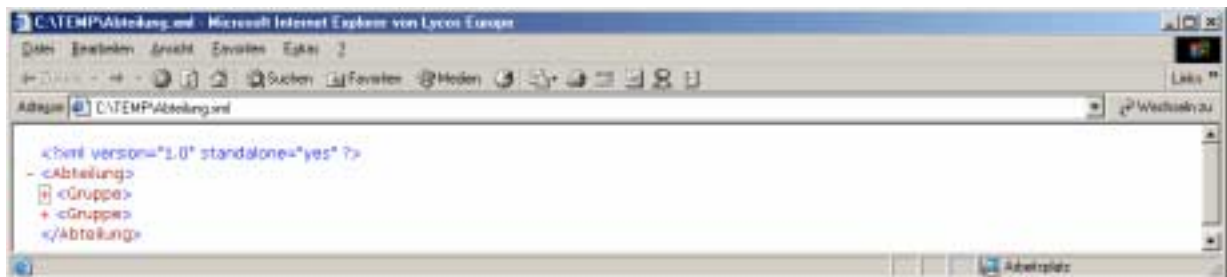 C:\TEMP\Abteilung.xml - Microsoft Internet Explorer von Lycos Europe
Datei Bearbeiten Ansicht Favoriten Extras ?
Suchen Favoriten Medien
Links »
Adresse C:\TEMP\Abteilung.xml Wechseln zu
<?xml version="1.0" standalone="yes" ?>
- <Abteilung>
+ <Gruppe>
+ <Gruppe>
</Abteilung>
Arbeitsplatz